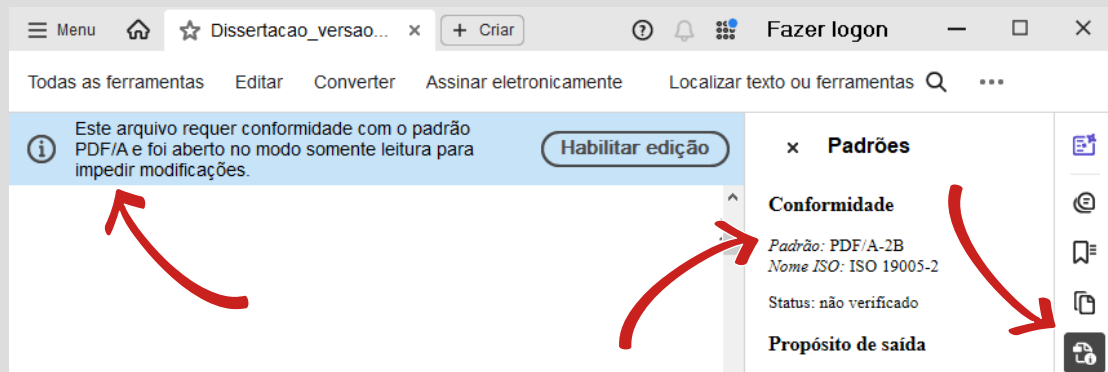 Menu
Dissertacao_versao...
+ Criar
Fazer logon
Todas as ferramentas
Editar
Converter
Assinar eletronicamente
Localizar texto ou ferramentas
Este arquivo requer conformidade com o padrão
PDF/A e foi aberto no modo somente leitura para
impedir modificações.
Habilitar edição
Padrões
Conformidade
Padrão: PDF/A-2B
Nome ISO: ISO 19005-2
Status: não verificado
Propósito de saída